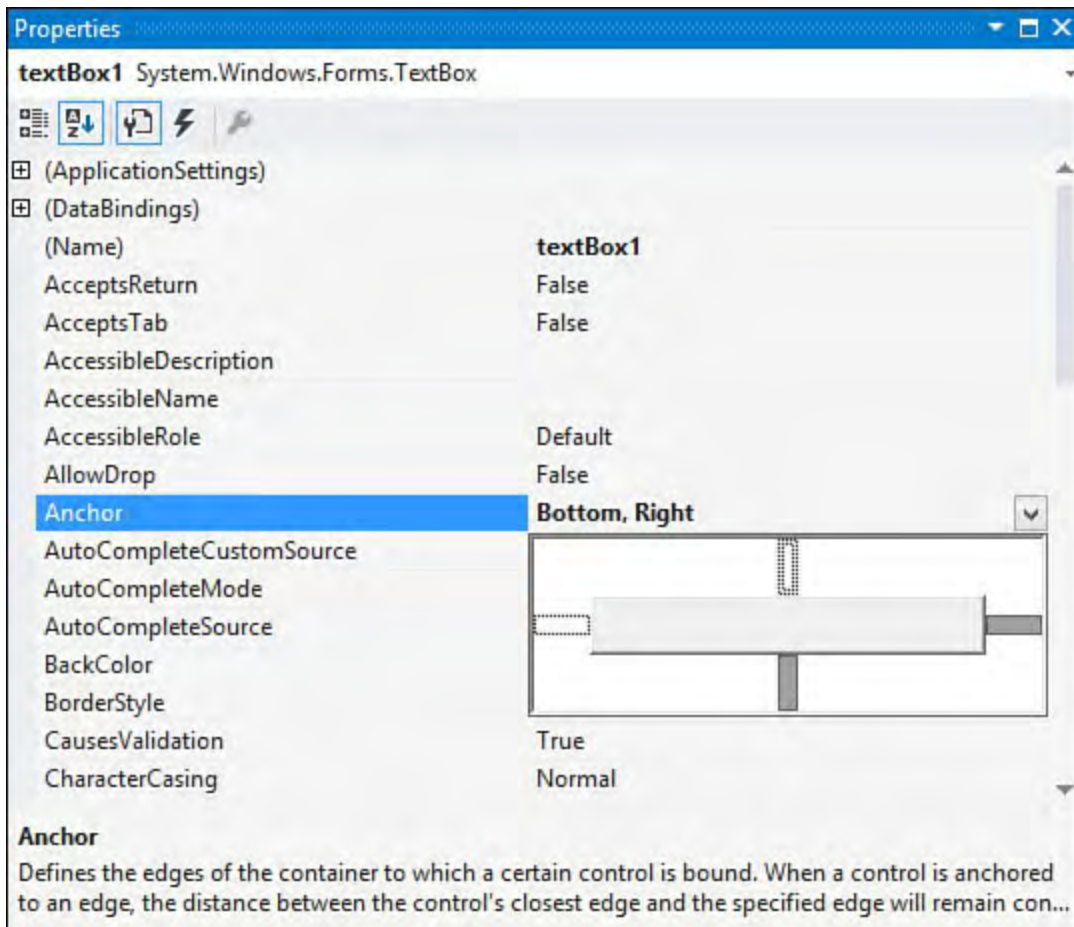 Properties
textBox1 System.Windows.Forms.TextBox
(ApplicationSettings)
(DataBindings)
(Name) textBox1
AcceptsReturn False
AcceptsTab False
AccessibleDescription
AccessibleName
AccessibleRole Default
AllowDrop False
Anchor Bottom, Right
AutoCompleteCustomSource
AutoCompleteMode
AutoCompleteSource
BackColor
BorderStyle
CausesValidation True
CharacterCasing Normal
Anchor
Defines the edges of the container to which a certain control is bound. When a control is anchored
to an edge, the distance between the control's closest edge and the specified edge will remain con...